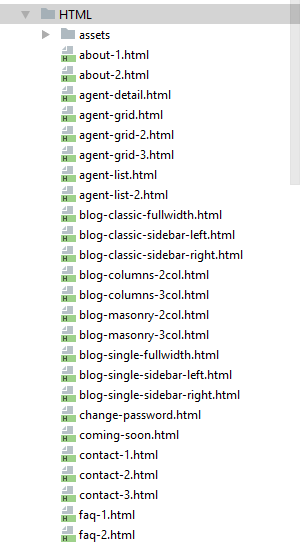 HTML
assets
about-1.html
about-2.html
agent-detail.html
agent-grid.html
agent-grid-2.html
agent-grid-3.html
agent-list.html
agent-list-2.html
blog-classic-fullwidth.html
blog-classic-sidebar-left.html
blog-classic-sidebar-right.html
blog-columns-2col.html
blog-columns-3col.html
blog-masonry-2col.html
blog-masonry-3col.html
blog-single-fullwidth.html
blog-single-sidebar-left.html
blog-single-sidebar-right.html
change-password.html
coming-soon.html
contact-1.html
contact-2.html
contact-3.html
faq-1.html
faq-2.html